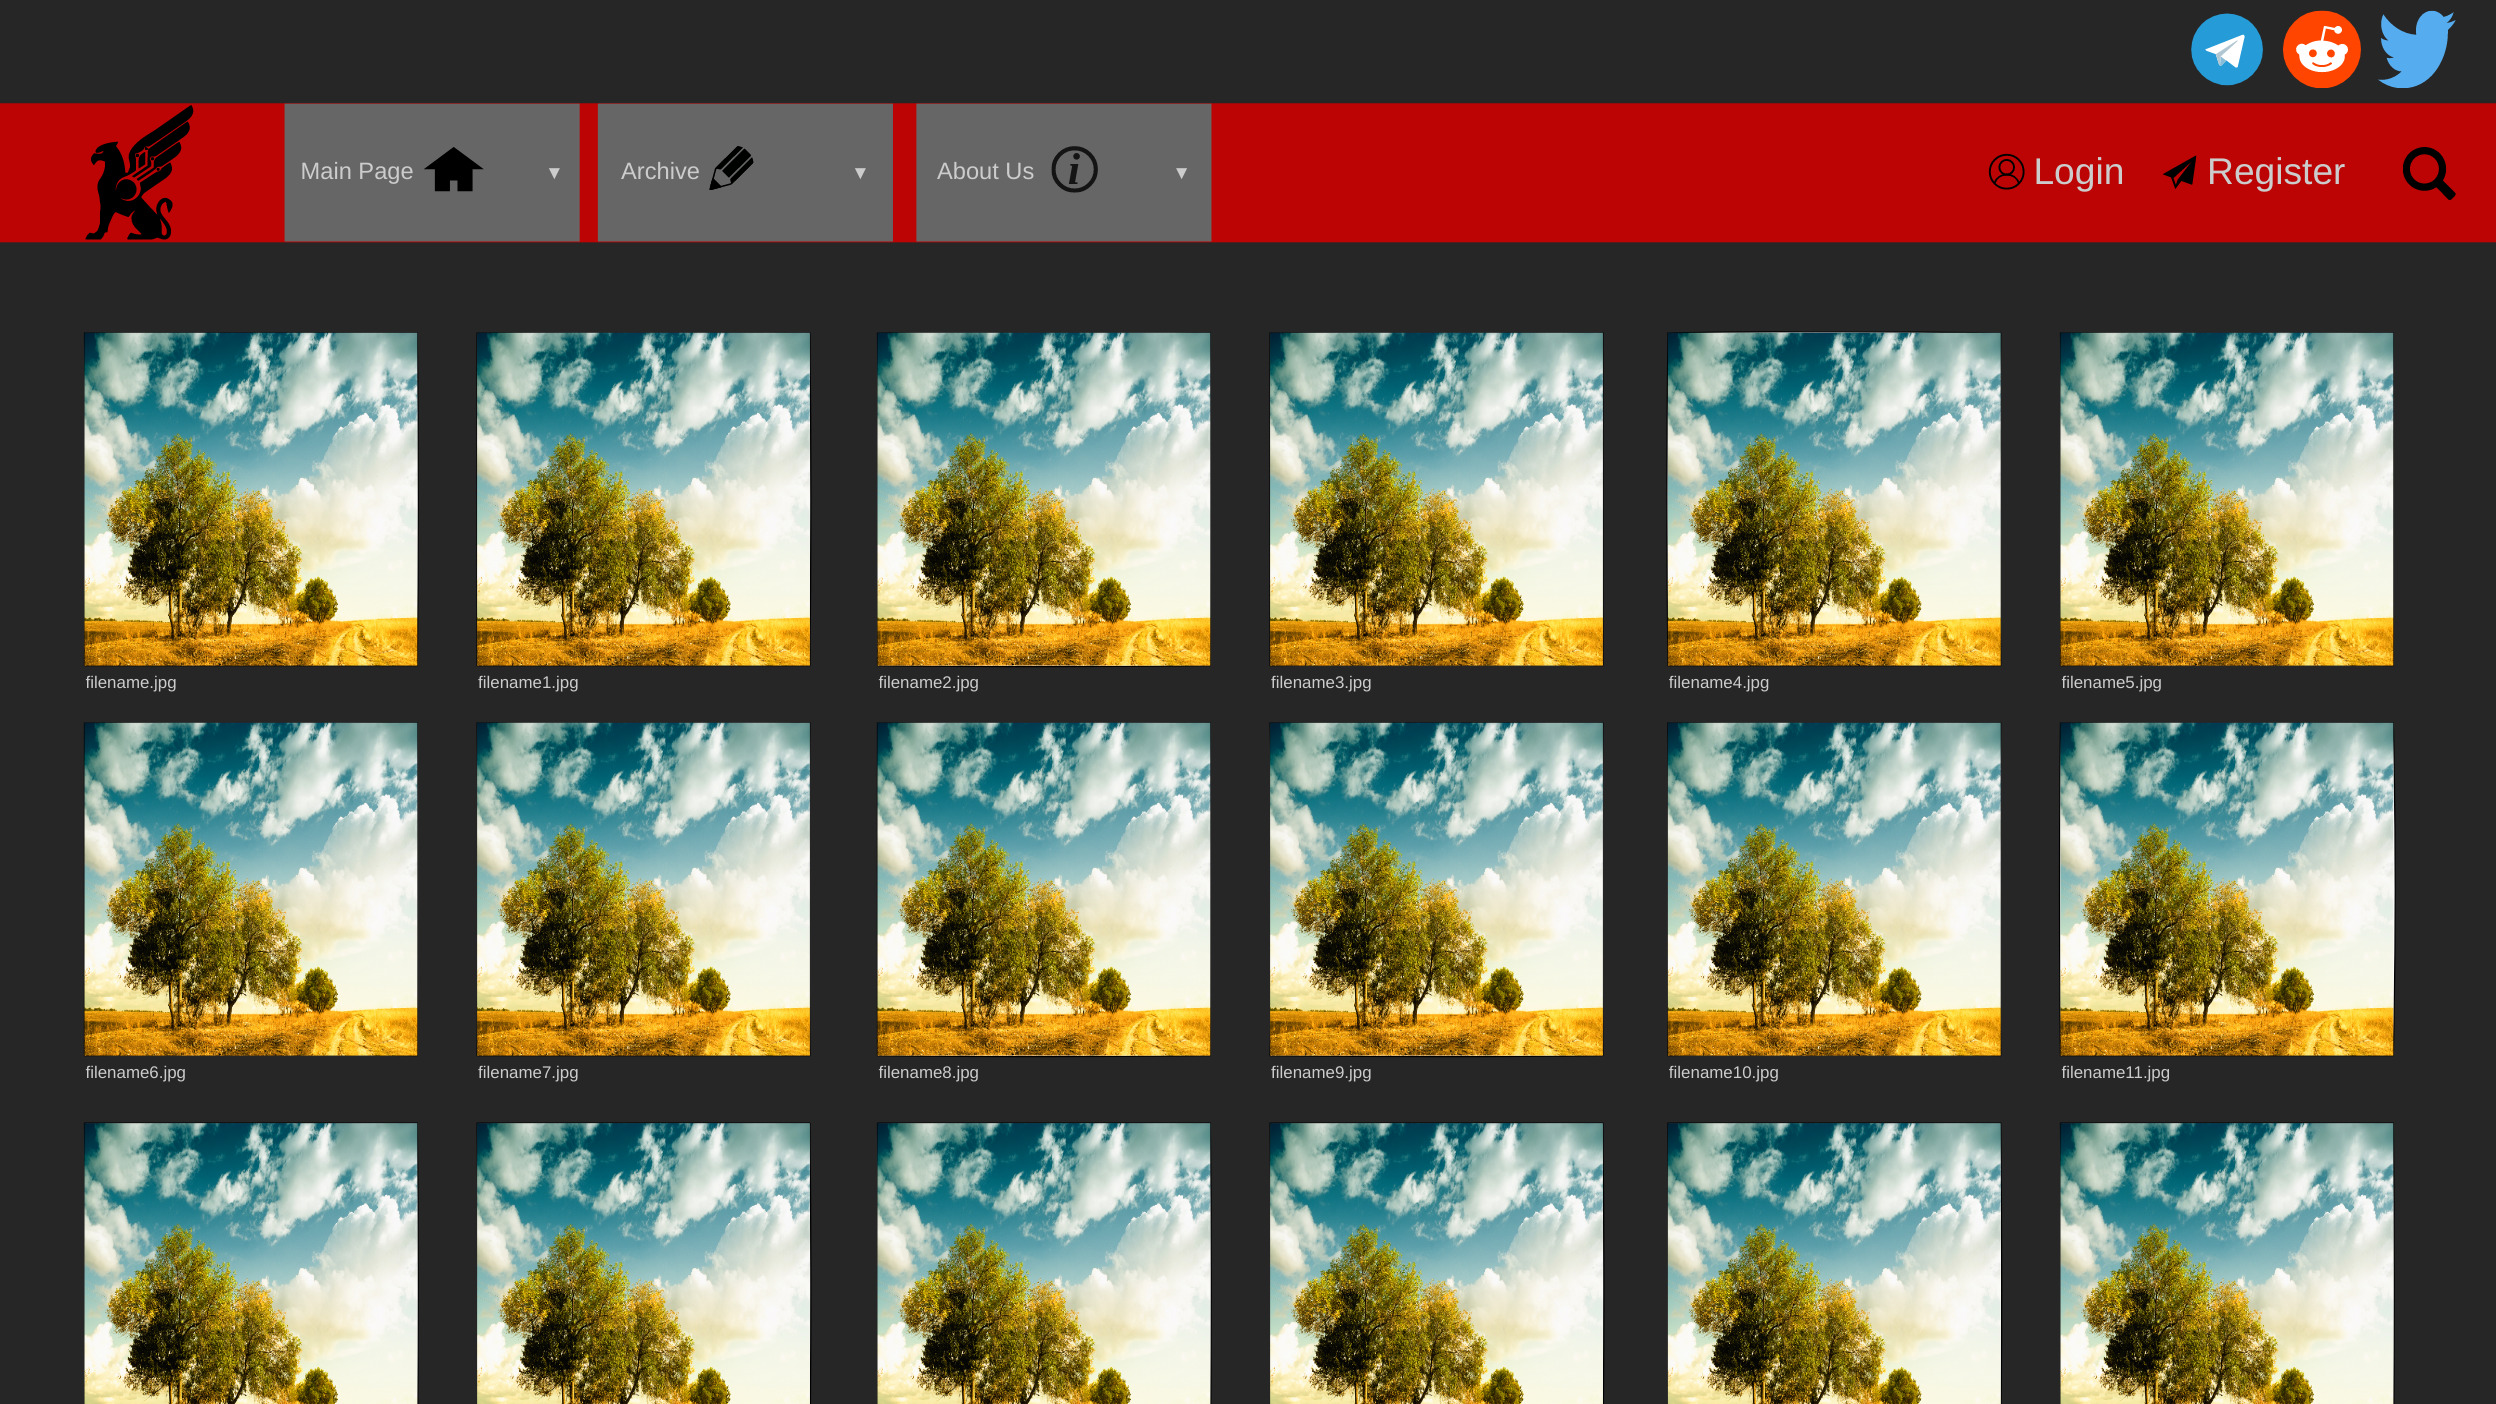 Main Page ▼ Archive ▼ About Us i ▼ Login Register
filename.jpg filename1.jpg filename2.jpg filename3.jpg filename4.jpg filename5.jpg
filename6.jpg filename7.jpg filename8.jpg filename9.jpg filename10.jpg filename11.jpg